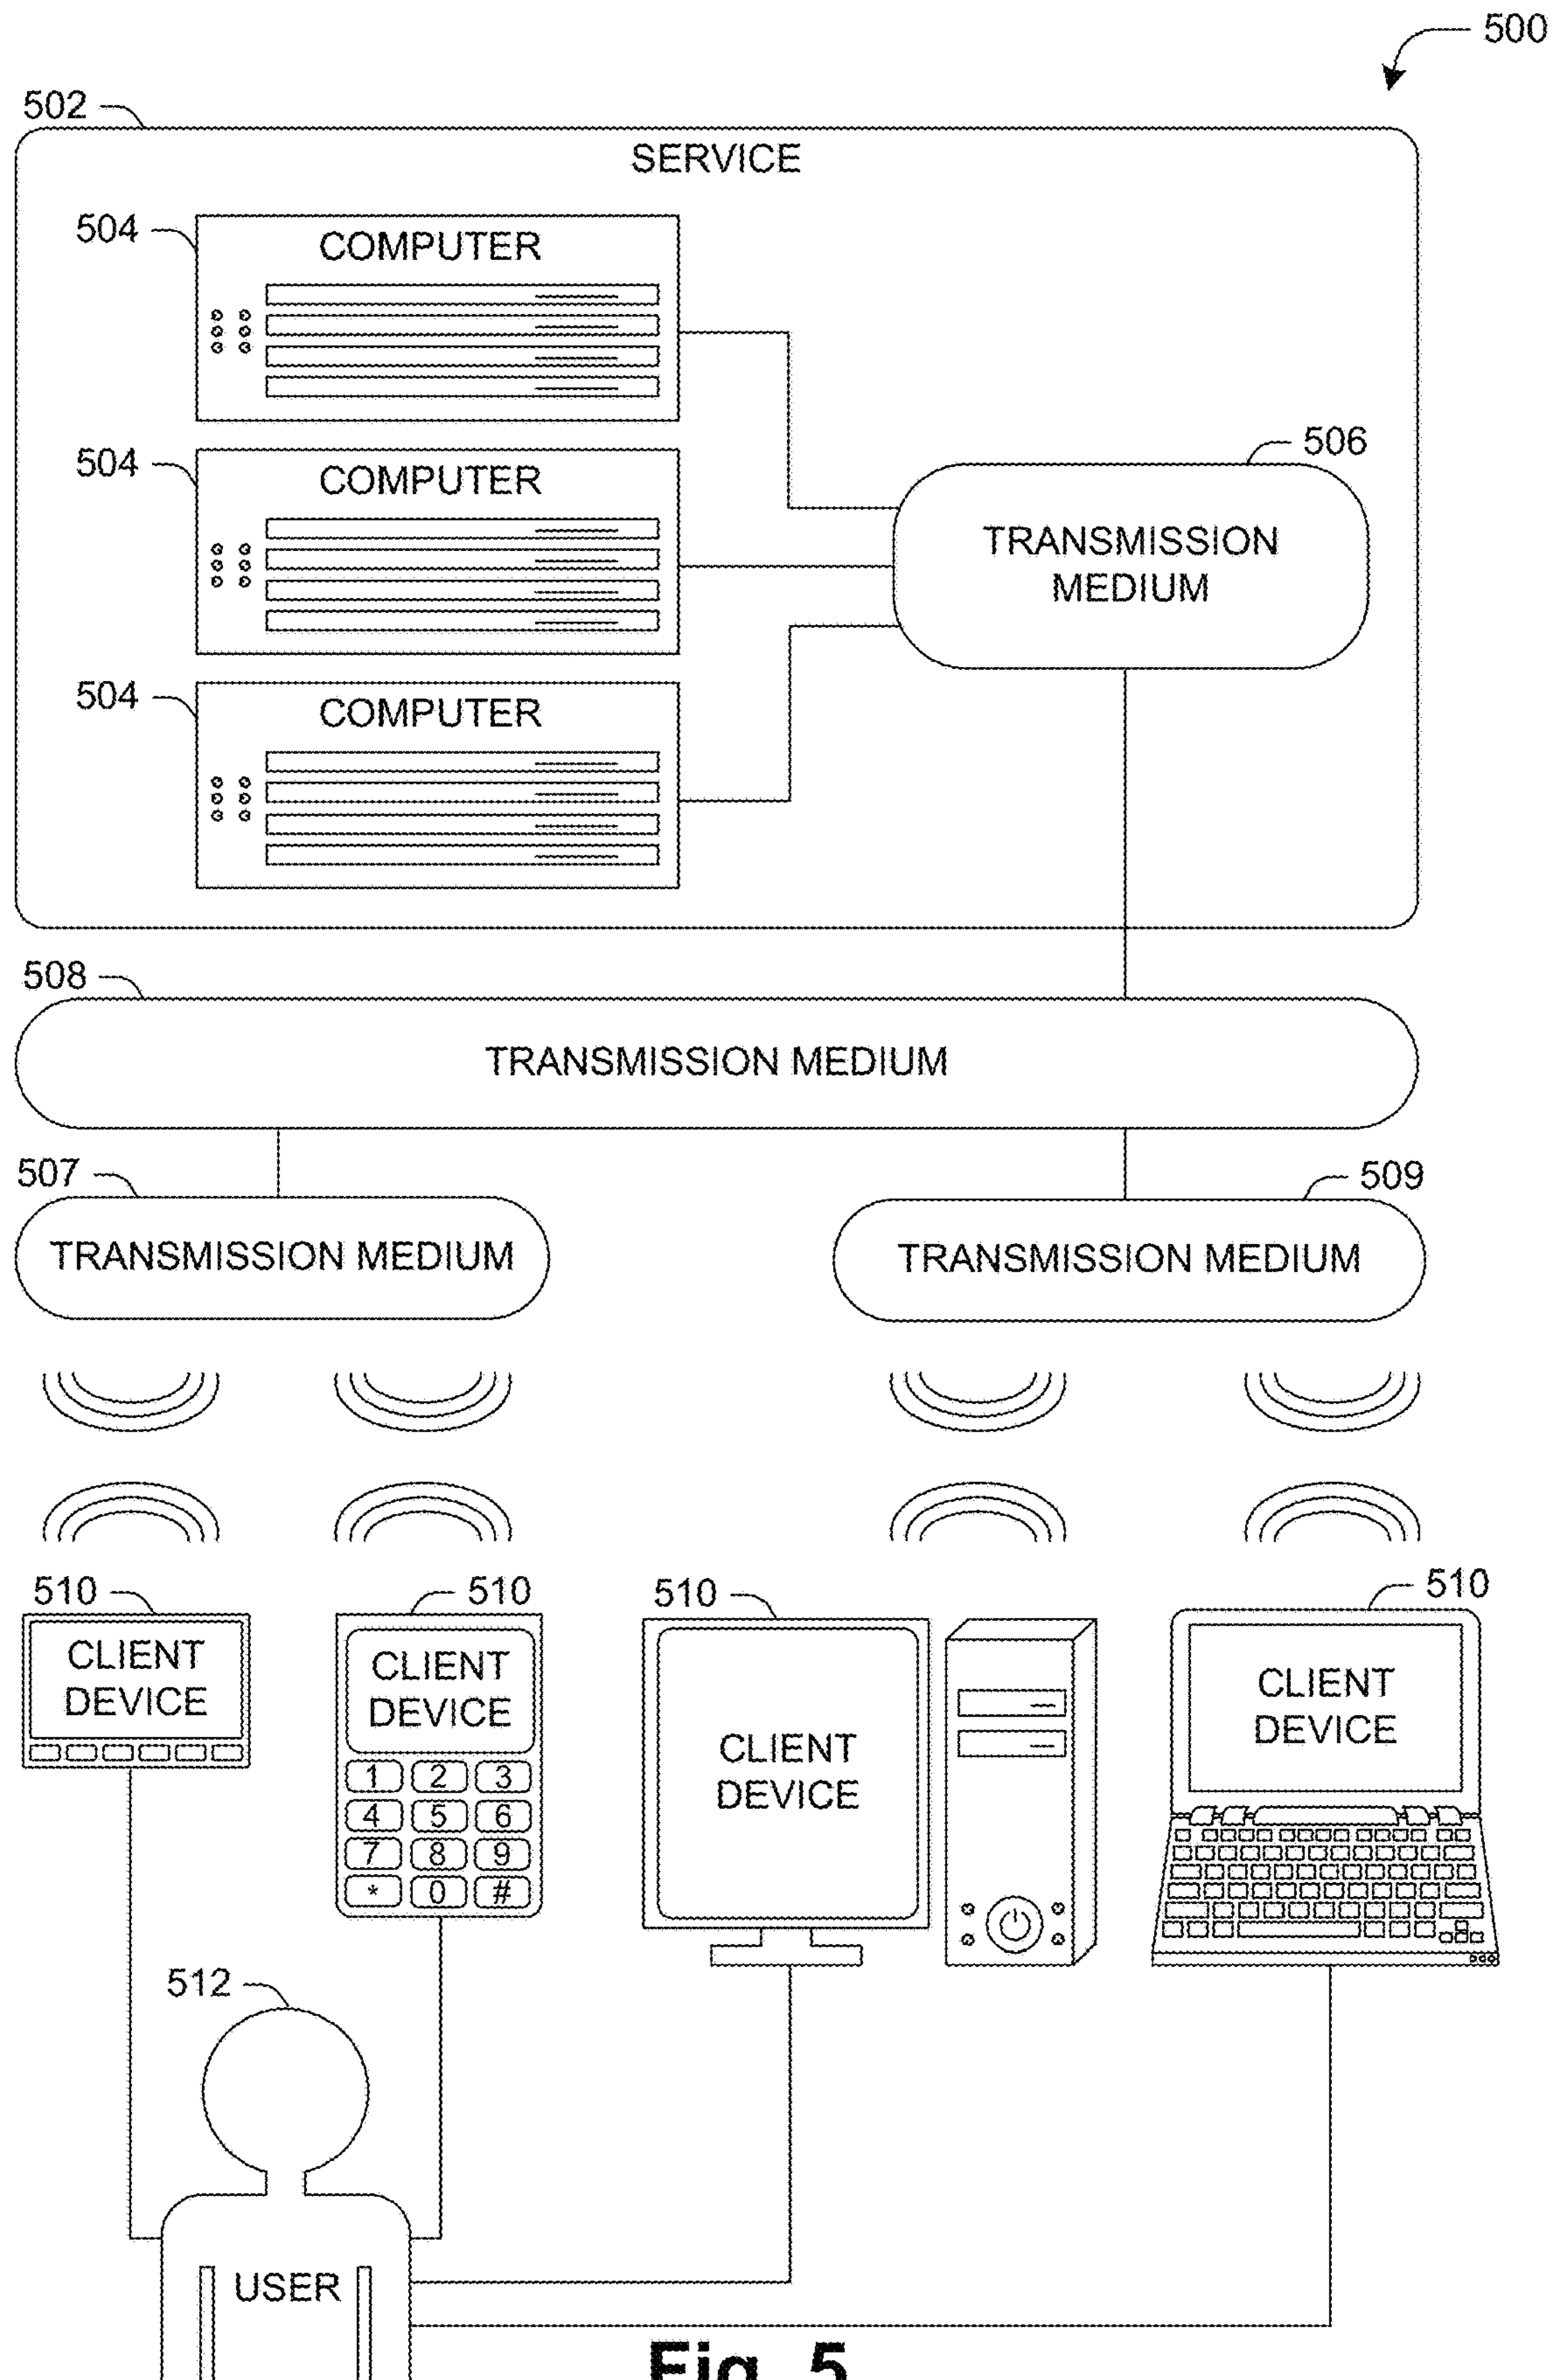 500
502
SERVICE
504
COMPUTER
504
COMPUTER
506
TRANSMISSION
MEDIUM
504
COMPUTER
508
TRANSMISSION MEDIUM
507
TRANSMISSION MEDIUM
509
TRANSMISSION MEDIUM
510
CLIENT
DEVICE
510
CLIENT
DEVICE
1 2 3
4 5 6
7 8 9
* 0 #
510
CLIENT
DEVICE
510
CLIENT
DEVICE
512
USER
Fig. 5